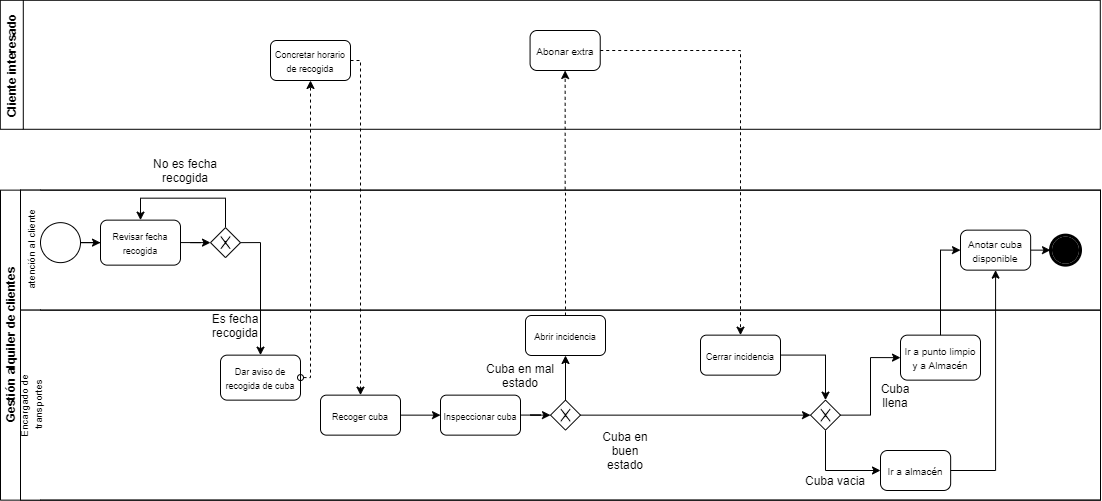 Cliente interesado
Concretar horario
de recogida
Abonar extra
Gestión alquiler de clientes
atención al cliente
No es fecha
recogida
Revisar fecha
recogida
X
Anotar cuba
disponible
Encargado de
transportes
Es fecha
recogida
Dar aviso de
recogida de cuba
Recoger cuba
Inspeccionar cuba
X
Cuba en mal
estado
Abrir incidencia
Cuba en
buen
estado
Cerrar incidencia
X
Cuba
llena
Ir a punto limpio
y a Almacén
Cuba vacia
Ir a almacén